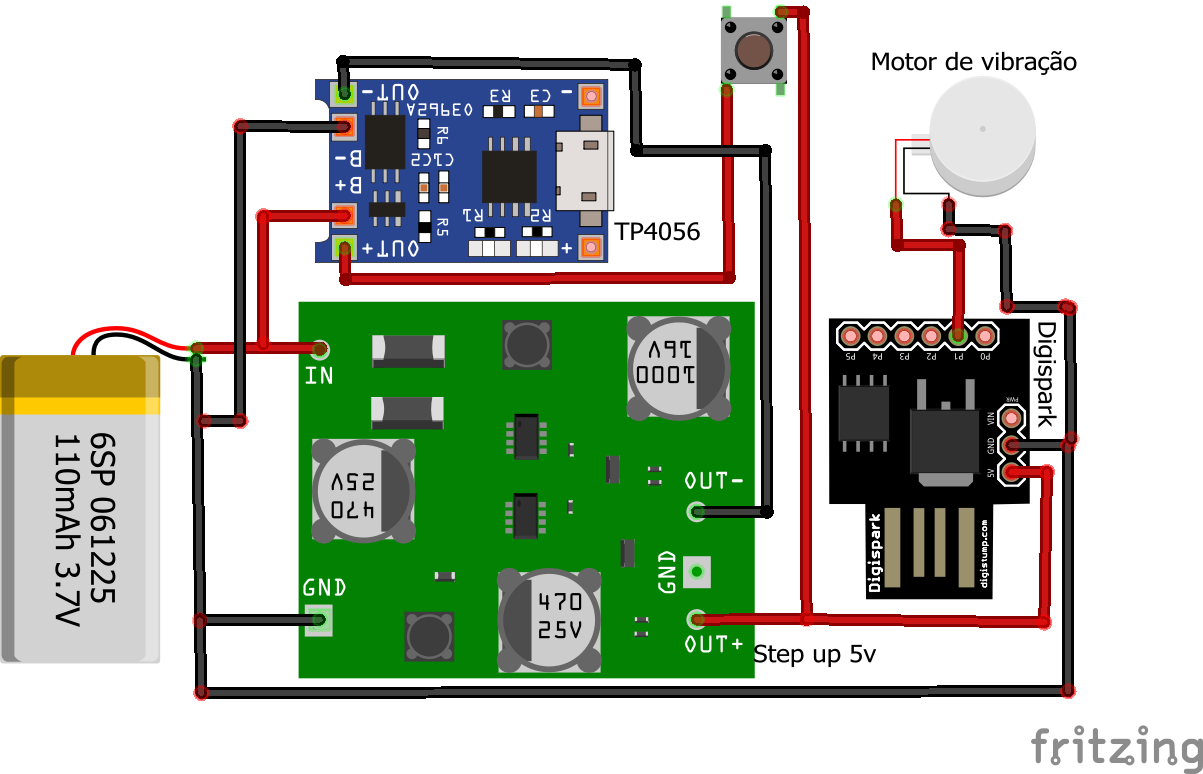 Motor de vibração
OUT-
R3
C3
-
03962A
R6
B-
C1C2
B+
R1
R2
R5
OUT+
+
TP4056
IN
1000
16V
P5
P4
P3
P2
P1
P0
Digispark
PWR
VIN
GND
5V
6SP 061225
110mAh 3.7V
470
25V
OUT-
GND
Digispark
digistump.com
GND
470
25V
OUT+
Step up 5v
fritzing